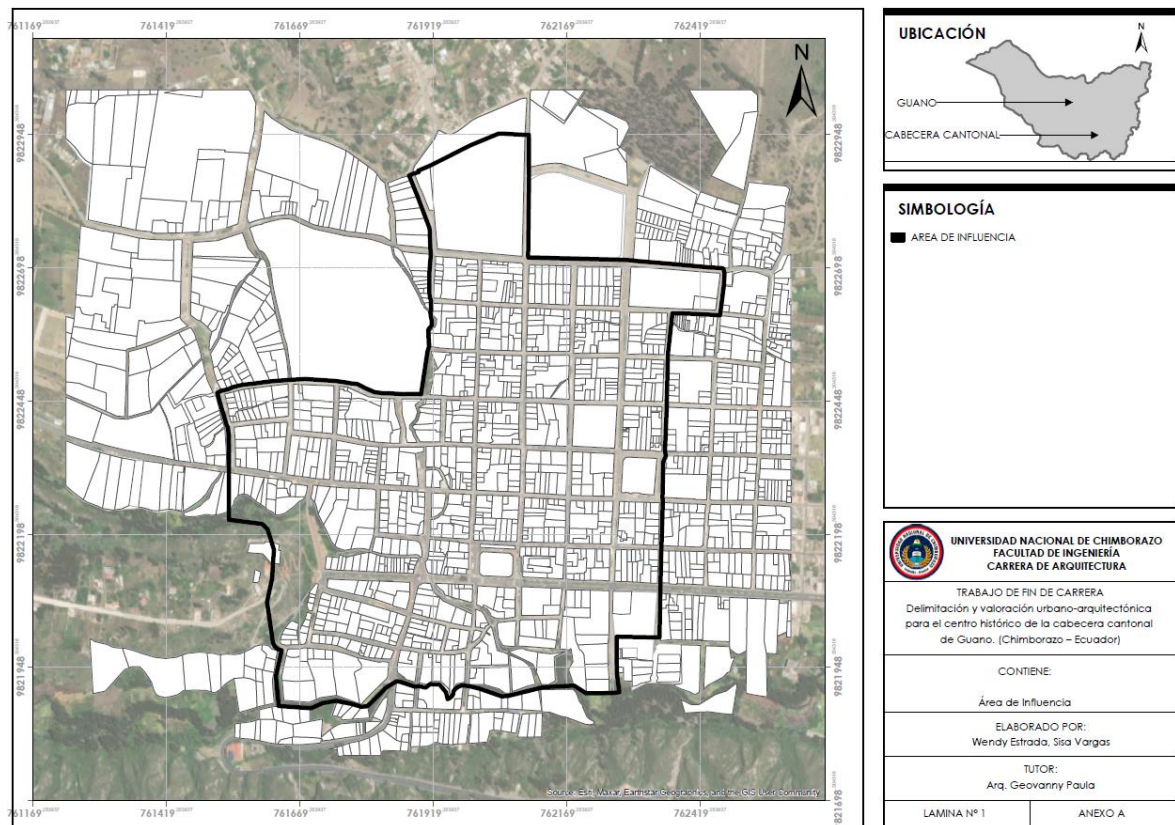 761169
761419
761669
761919
762169
762419
N
9822948
9822948
9822698
9822698
9822448
9822448
9822198
9822198
9821948
9821948
9821698
Source: Esri, Maxar, Earthstar Geographics, and the GIS User Community
761169
761419
761669
761919
762169
762419
UBICACIÓN
N
GUANO
CABECERA CANTONAL
SIMBOLOGÍA
AREA DE INFLUENCIA
UNIVERSIDAD NACIONAL DE CHIMBORAZO
FACULTAD DE INGENIERÍA
CARRERA DE ARQUITECTURA
TRABAJO DE FIN DE CARRERA
Delimitación y valoración urbano-arquitectónica
para el centro histórico de la cabecera cantonal
de Guano. (Chimborazo – Ecuador)
CONTIENE:
Área de Influencia
ELABORADO POR:
Wendy Estrada, Sisa Vargas
TUTOR:
Arq. Geovanny Paula
LAMINA Nº 1
ANEXO A